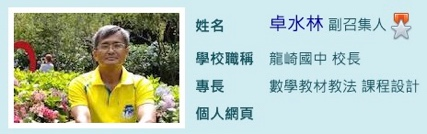 姓名 卓水林 副召集人
學校職稱 龍崎國中 校長
專長 數學教材教法 課程設計
個人網頁